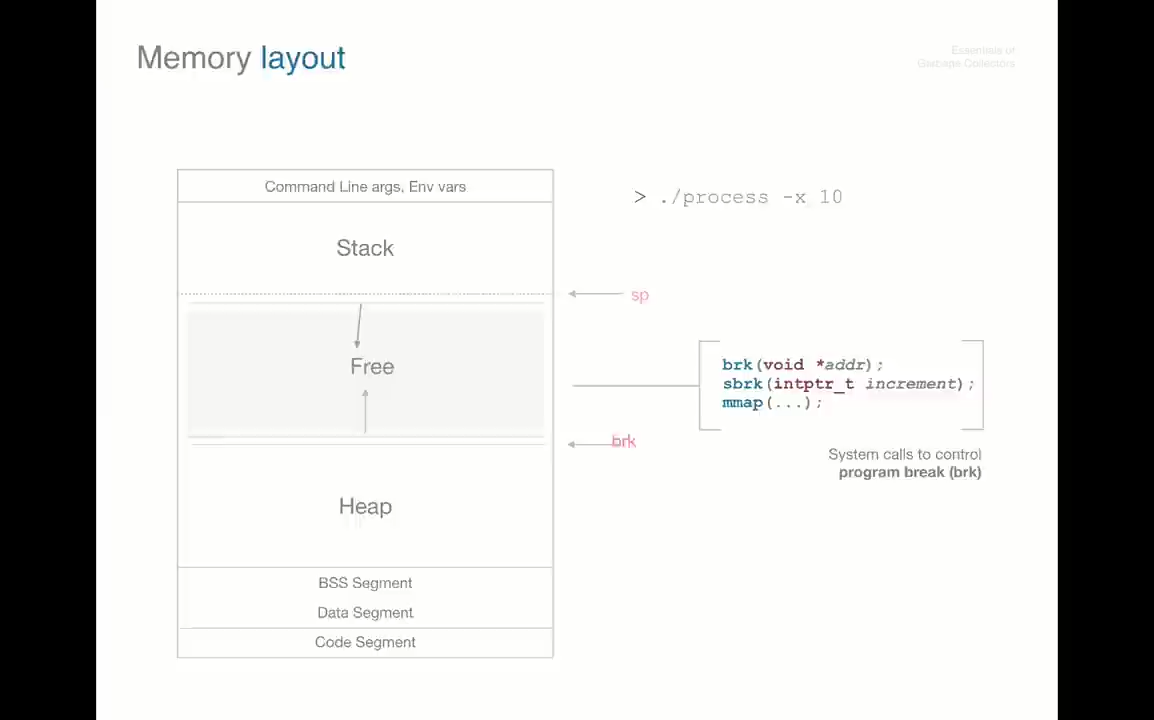 Memory layout
Essentials of
Garbage Collectors
Command Line args, Env vars
> ./process -x 10
Stack
sp
Free
brk(void *addr);
sbrk(intptr_t increment);
mmap(...);
brk
System calls to control
program break (brk)
Heap
BSS Segment
Data Segment
Code Segment